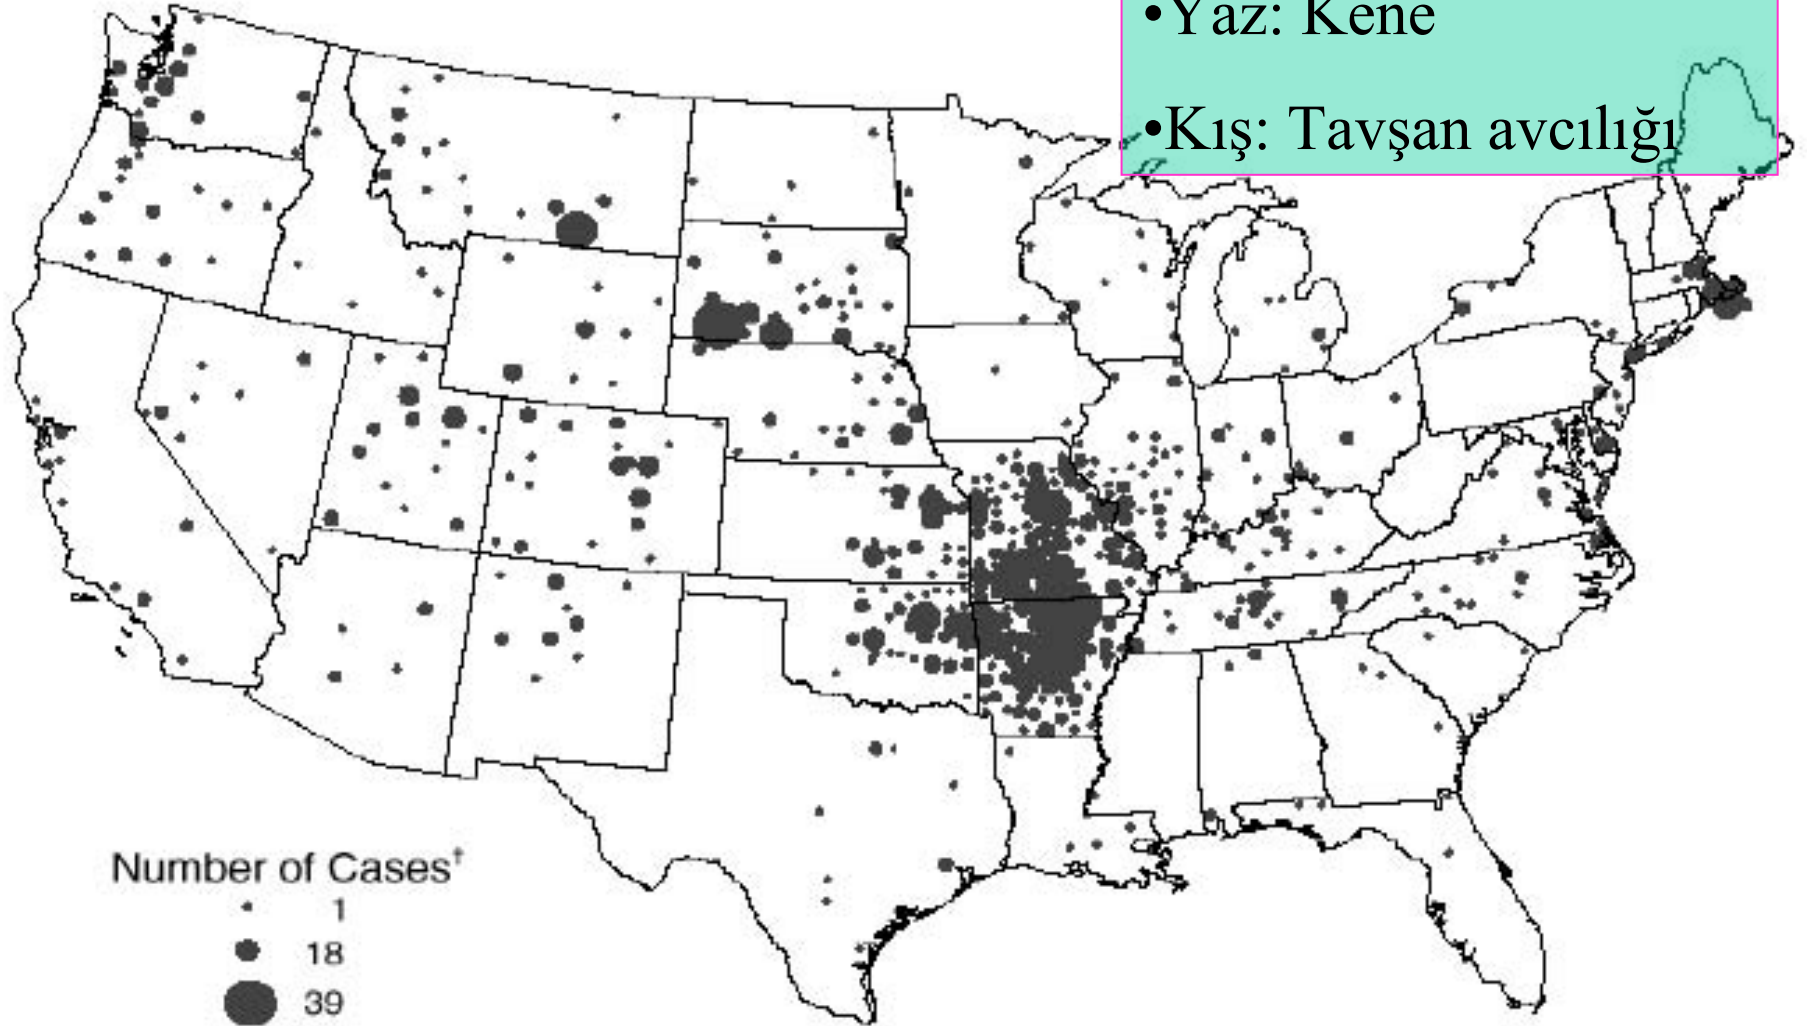 •Yaz: Kene
•Kış: Tavşan avcılığı
Number of Cases†
1
18
39